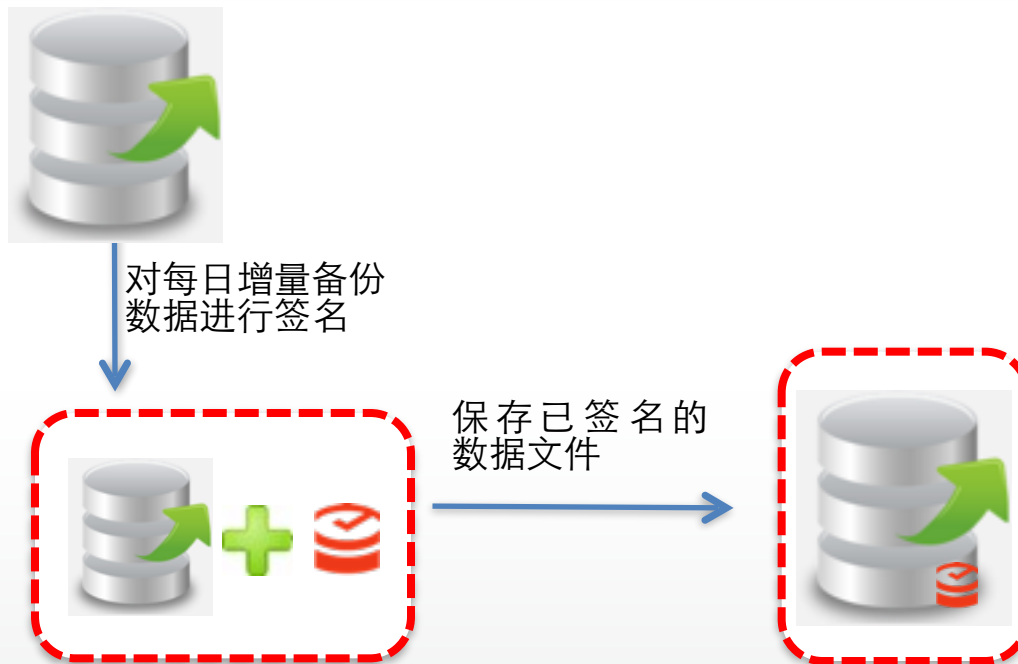 对每日增量备份
数据进行签名
保存已签名的
数据文件